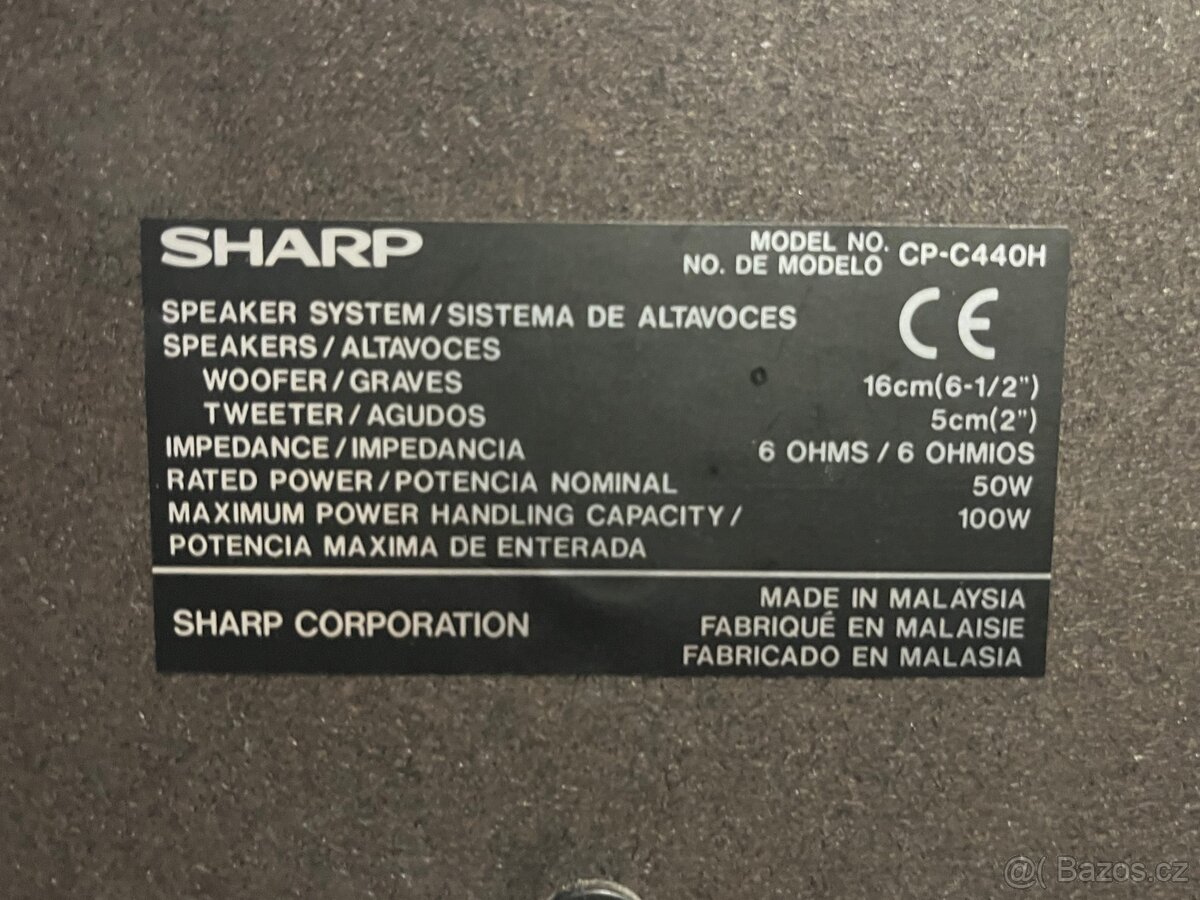 SHARP
MODEL NO.
NO. DE MODELO CP-C440H
CE
SPEAKER SYSTEM/SISTEMA DE ALTAVOCES
SPEAKERS/ALTAVOCES
WOOFER/GRAVES 16cm(6-1/2")
TWEETER/AGUDOS 5cm(2")
IMPEDANCE/IMPEDANCIA 6 OHMS / 6 OHMIOS
RATED POWER/POTENCIA NOMINAL 50W
MAXIMUM POWER HANDLING CAPACITY/ 100W
POTENCIA MAXIMA DE ENTERADA
SHARP CORPORATION
MADE IN MALAYSIA
FABRIQUÉ EN MALAISIE
FABRICADO EN MALASIA
@( Bazos.cz